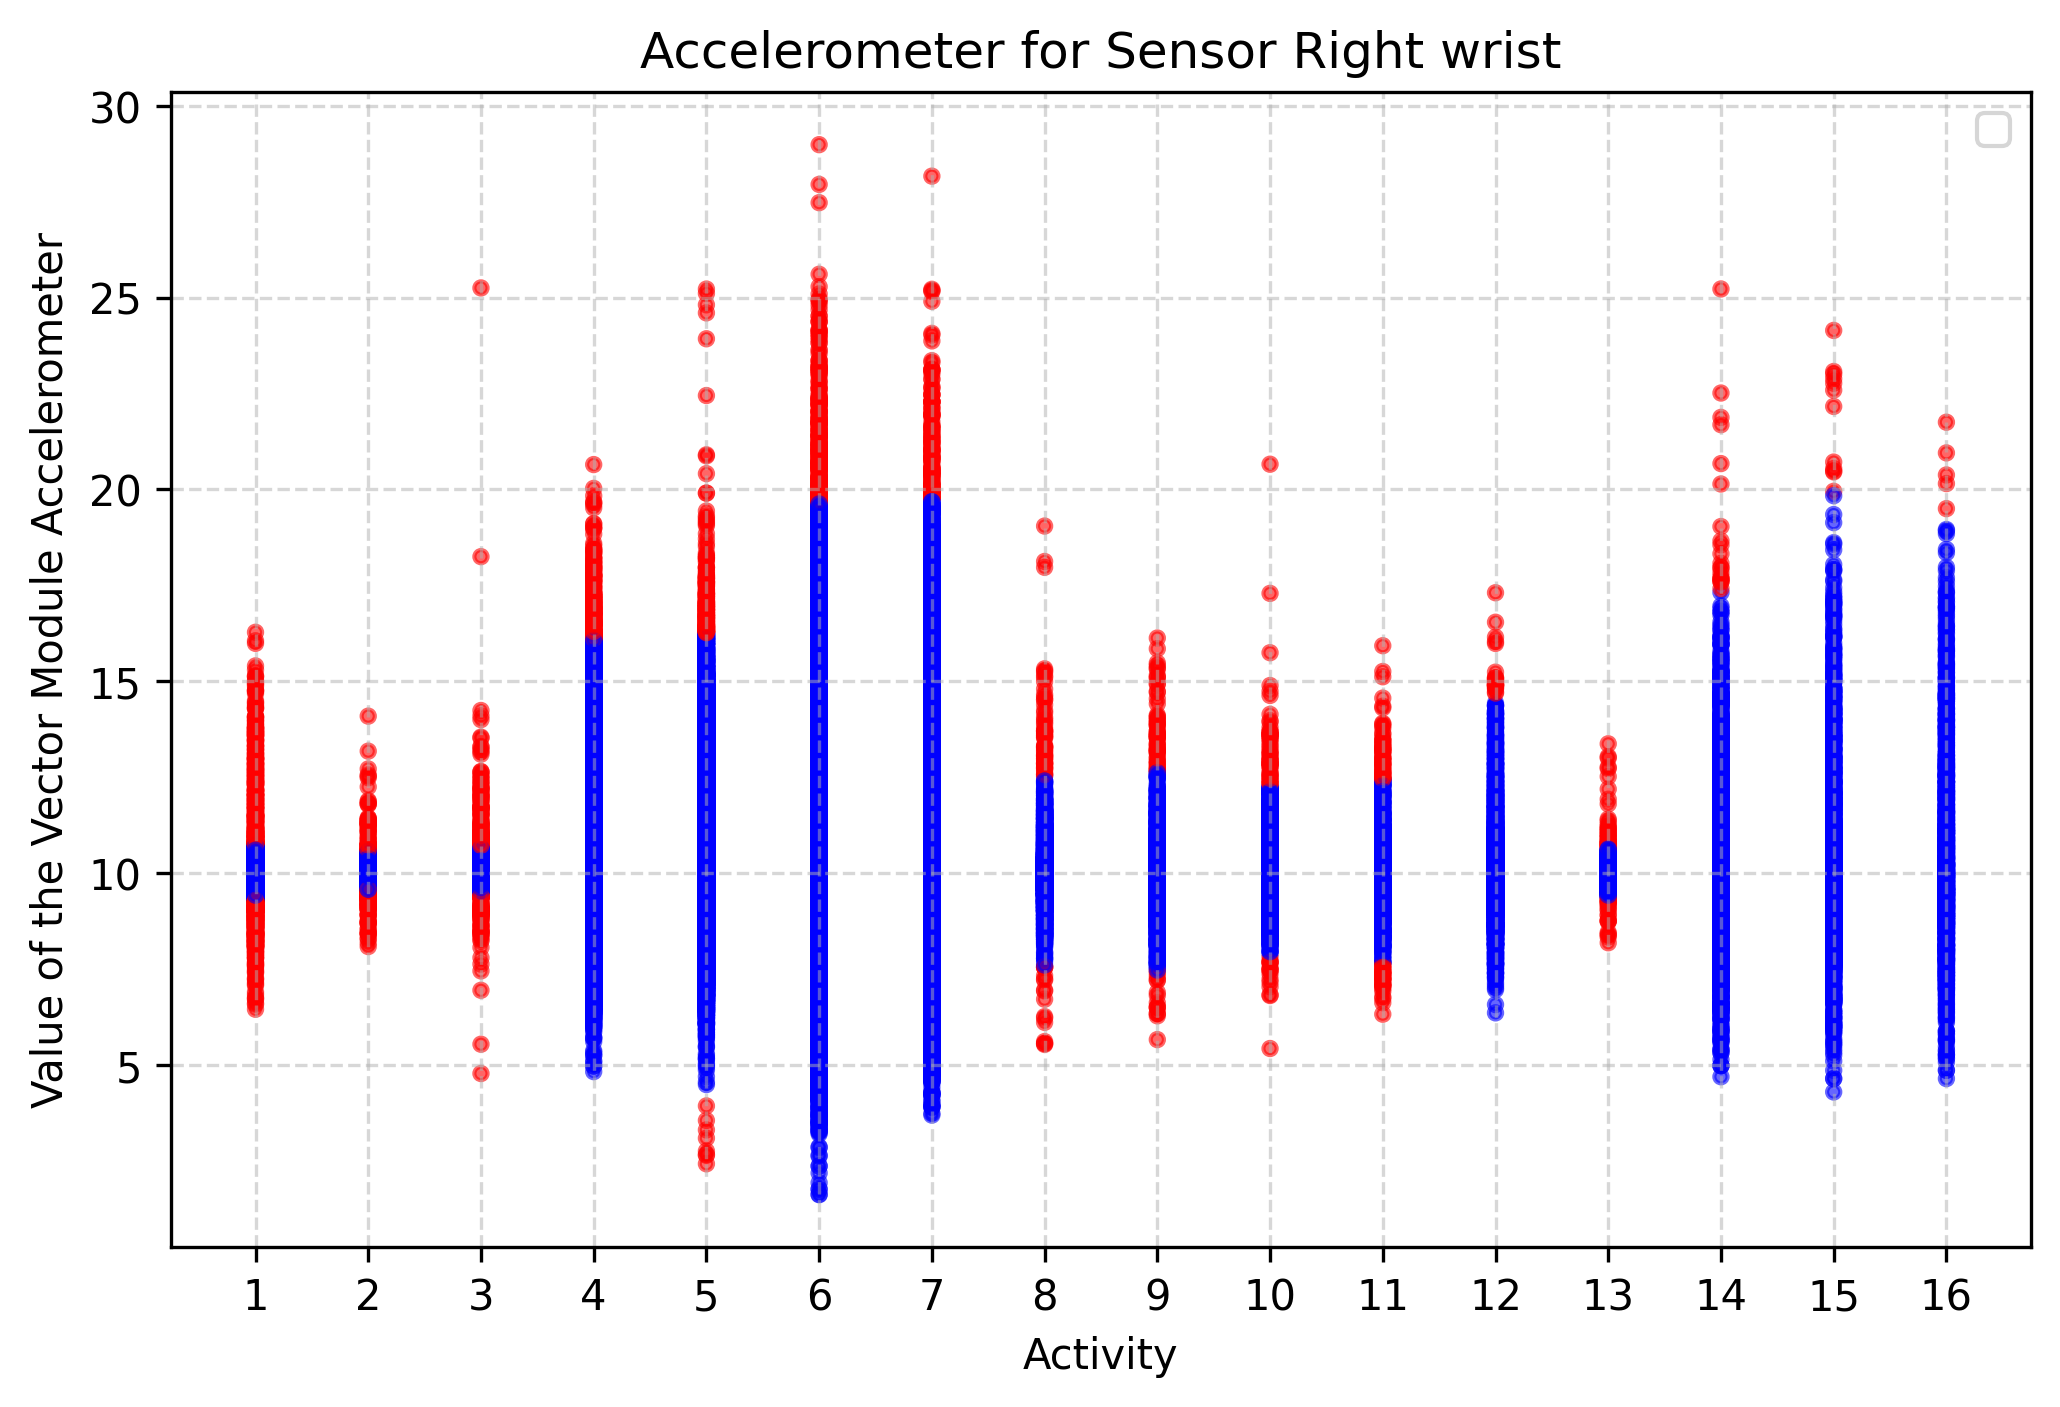 Accelerometer for Sensor Right wrist
Value of the Vector Module Accelerometer
30
25
20
15
10
5
1 2 3 4 5 6 7 8 9 10 11 12 13 14 15 16
Activity